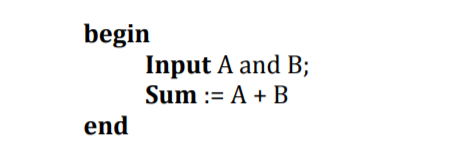 begin
Input A and B;
Sum := A + B
end